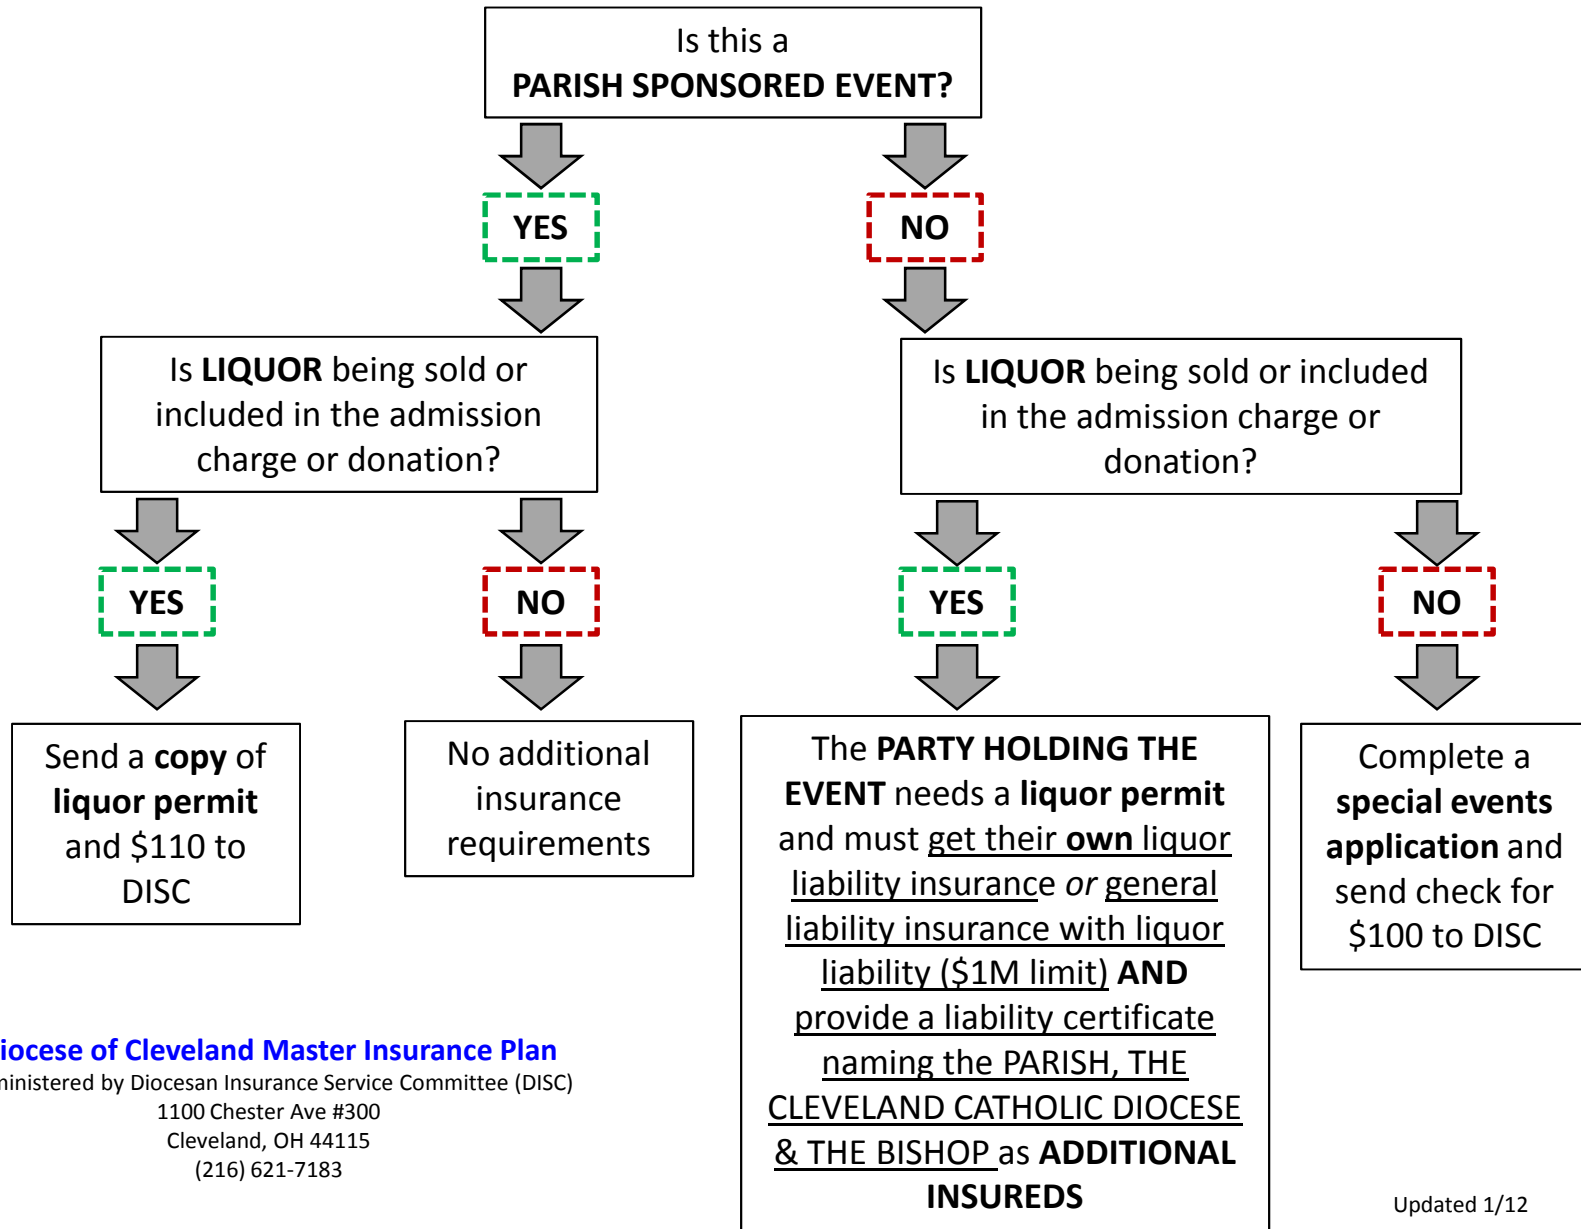 Is this a
PARISH SPONSORED EVENT?
YES
NO
Is LIQUOR being sold or
included in the admission
charge or donation?
Is LIQUOR being sold or included
in the admission charge or
donation?
YES
NO
YES
NO
Send a copy of
liquor permit
and $110 to
DISC
No additional
insurance
requirements
The PARTY HOLDING THE
EVENT needs a liquor permit
and must get their own liquor
liability insurance or general
liability insurance with liquor
liability ($1M limit) AND
provide a liability certificate
naming the PARISH, THE
CLEVELAND CATHOLIC DIOCESE
& THE BISHOP as ADDITIONAL
INSUREDS
Complete a
special events
application and
send check for
$100 to DISC
iocese of Cleveland Master Insurance Plan
ministered by Diocesan Insurance Service Committee (DISC)
1100 Chester Ave #300
Cleveland, OH 44115
(216) 621-7183
Updated 1/12